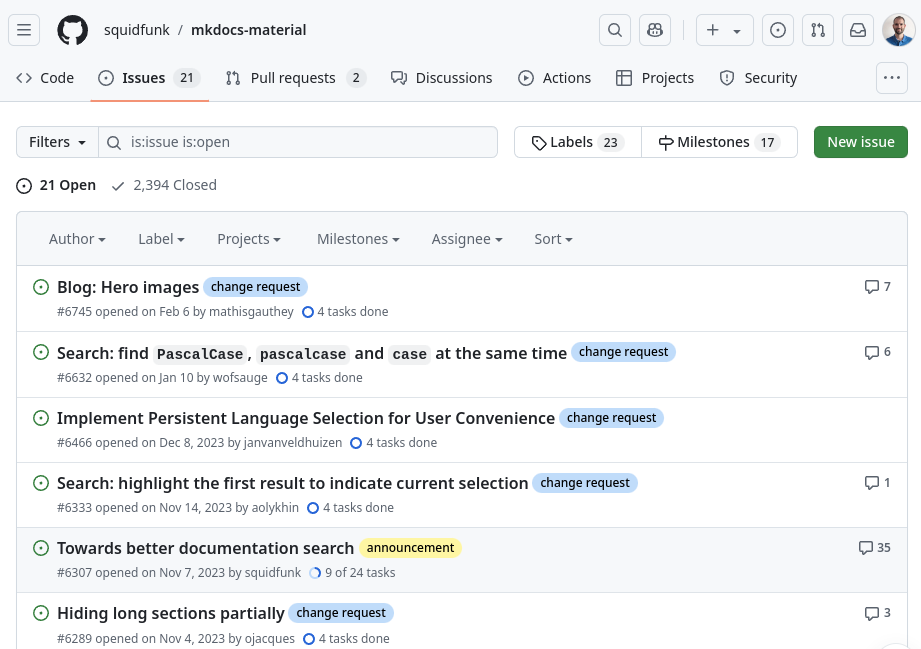 squidfunk / mkdocs-material
Code Issues 21 Pull requests 2 Discussions Actions Projects Security
Filters is:issue is:open Labels 23 Milestones 17 New issue
21 Open 2,394 Closed
Author Label Projects Milestones Assignee Sort
Blog: Hero images change request 7
#6745 opened on Feb 6 by mathisgauthey 4 tasks done
Search: find PascalCase, pascalcase and case at the same time change request 6
#6632 opened on Jan 10 by wofsauge 4 tasks done
Implement Persistent Language Selection for User Convenience change request
#6466 opened on Dec 8, 2023 by janvanveldhuizen 4 tasks done
Search: highlight the first result to indicate current selection change request 1
#6333 opened on Nov 14, 2023 by aolykhin 4 tasks done
Towards better documentation search announcement 35
#6307 opened on Nov 7, 2023 by squidfunk 9 of 24 tasks
Hiding long sections partially change request 3
#6289 opened on Nov 4, 2023 by ojacques 4 tasks done